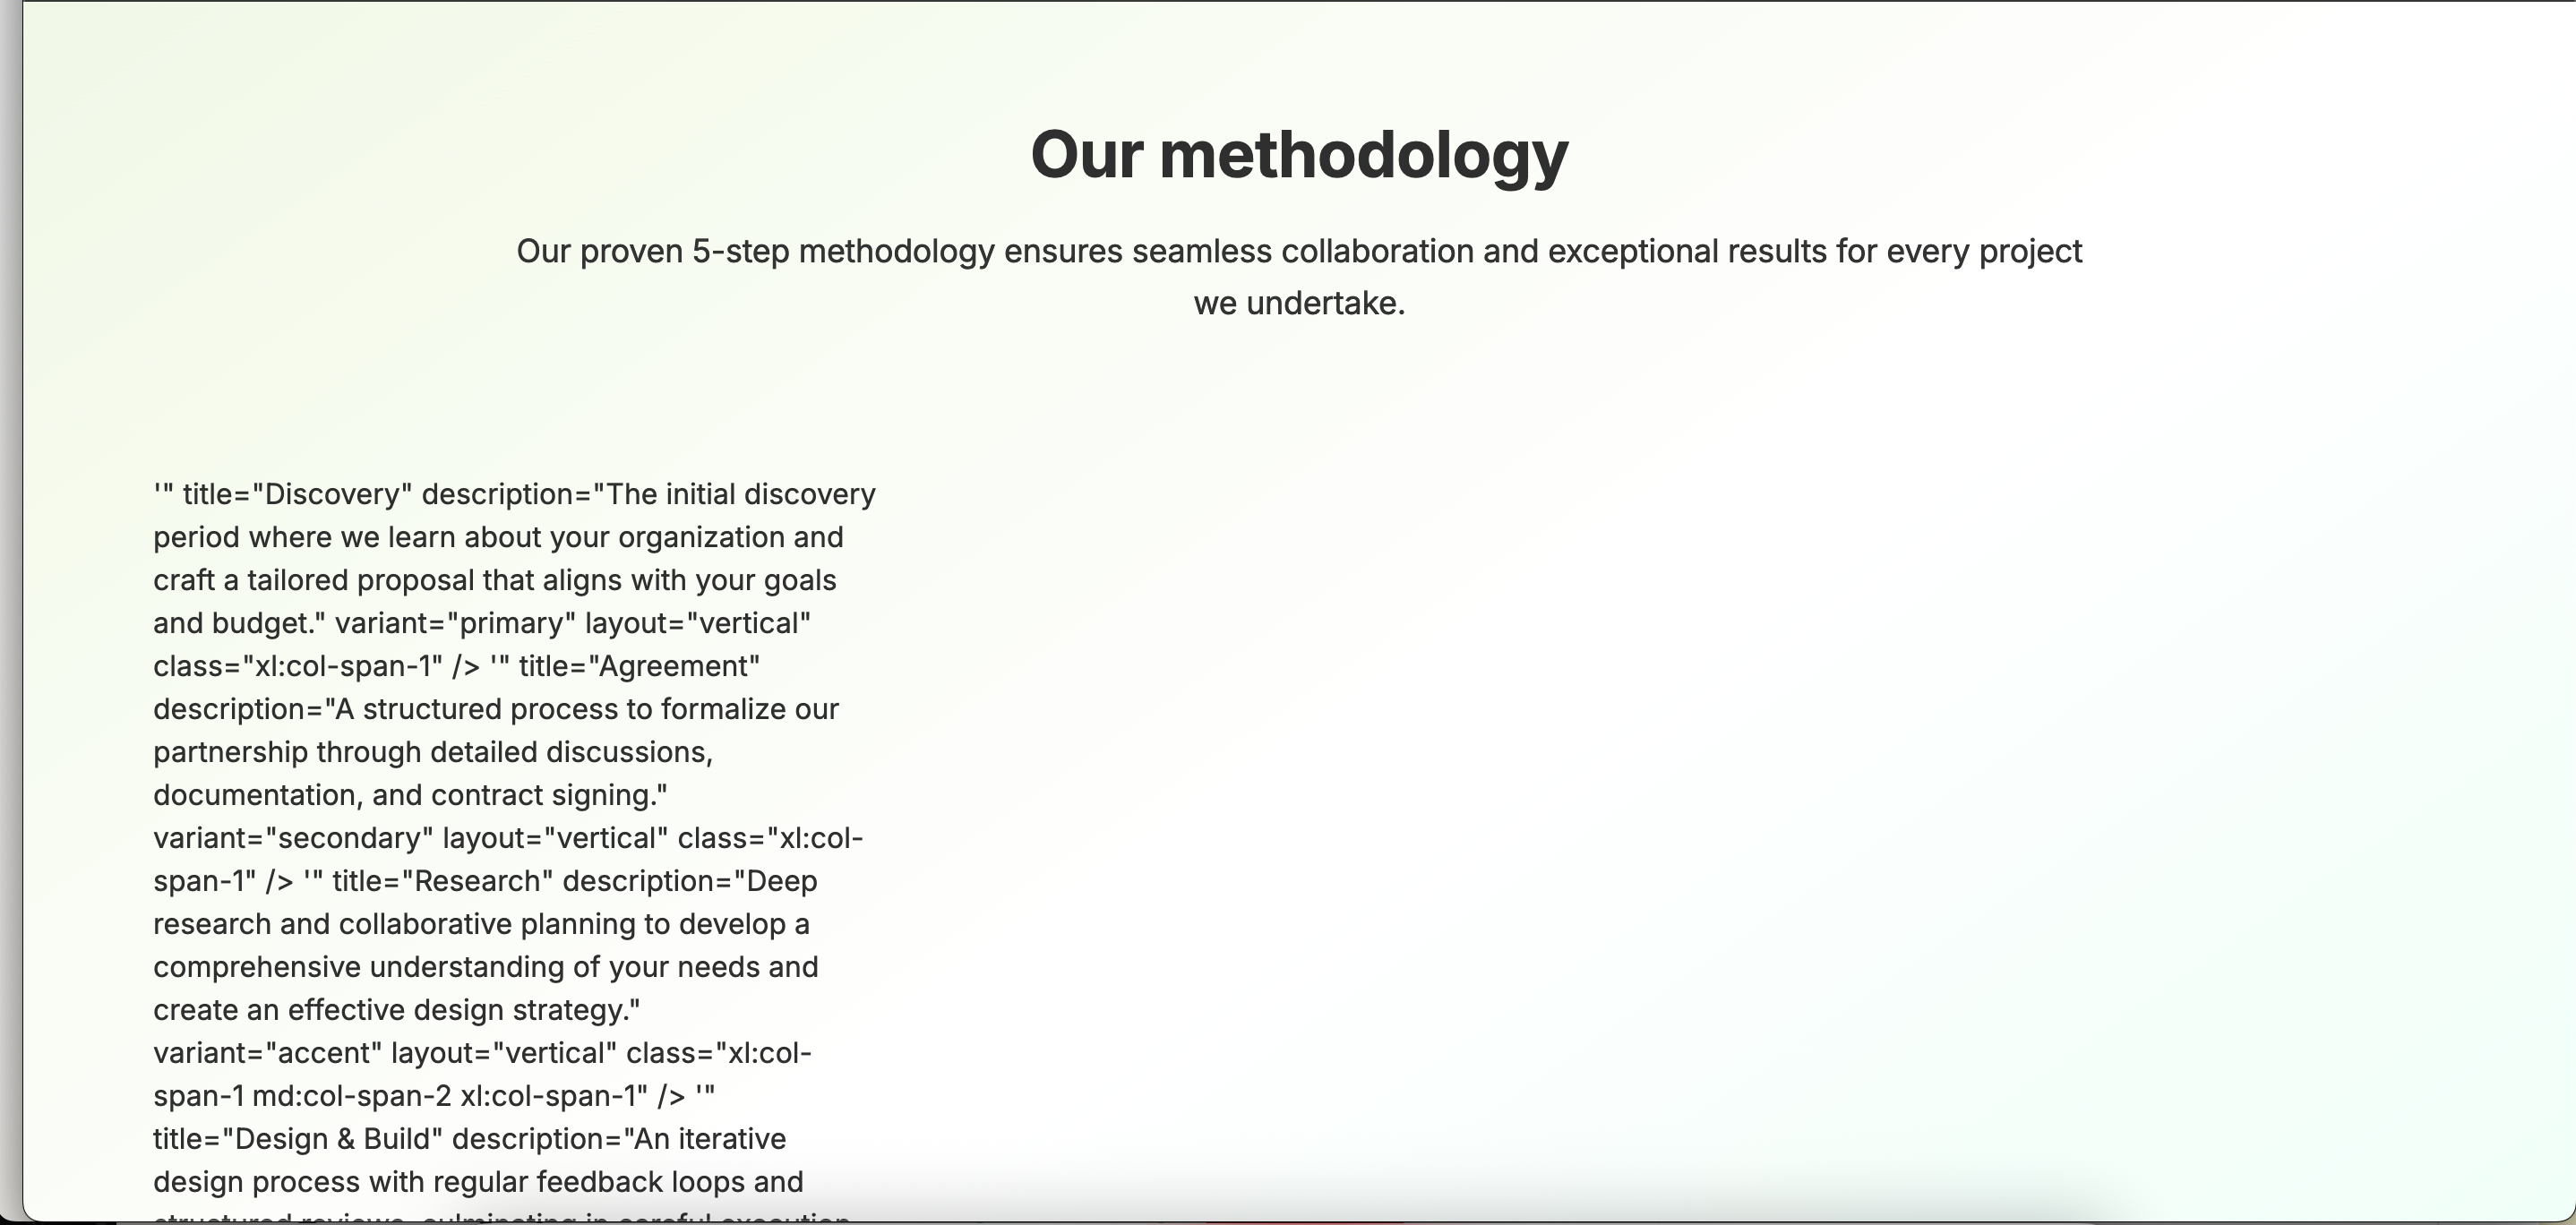 Our methodology
Our proven 5-step methodology ensures seamless collaboration and exceptional results for every project
we undertake.
'" title="Discovery" description="The initial discovery
period where we learn about your organization and
craft a tailored proposal that aligns with your goals
and budget." variant="primary" layout="vertical"
class="xl:col-span-1" /> '" title="Agreement"
description="A structured process to formalize our
partnership through detailed discussions,
documentation, and contract signing."
variant="secondary" layout="vertical" class="xl:col-
span-1" /> '" title="Research" description="Deep
research and collaborative planning to develop a
comprehensive understanding of your needs and
create an effective design strategy."
variant="accent" layout="vertical" class="xl:col-
span-1 md:col-span-2 xl:col-span-1" /> '"
title="Design & Build" description="An iterative
design process with regular feedback loops and
structured reviews, culminating in careful execution